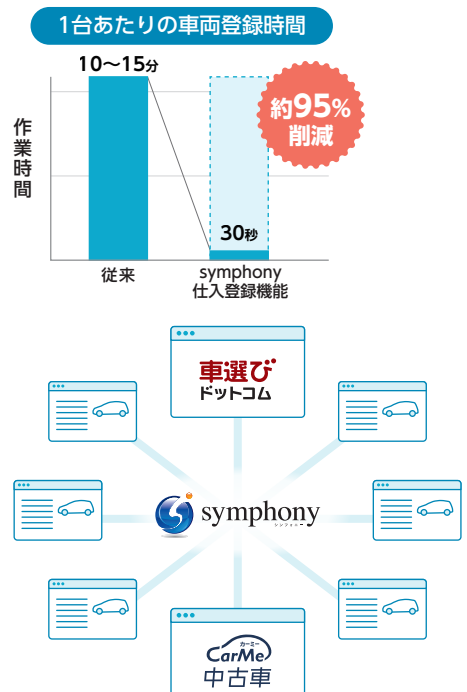 1台あたりの車両登録時間
10〜15分
約95%
削減
作業時間
30秒
従来
symphony
仕入登録機能
車選び
ドットコム
symphony
シンフォニー
カーミー
CarMe
中古車